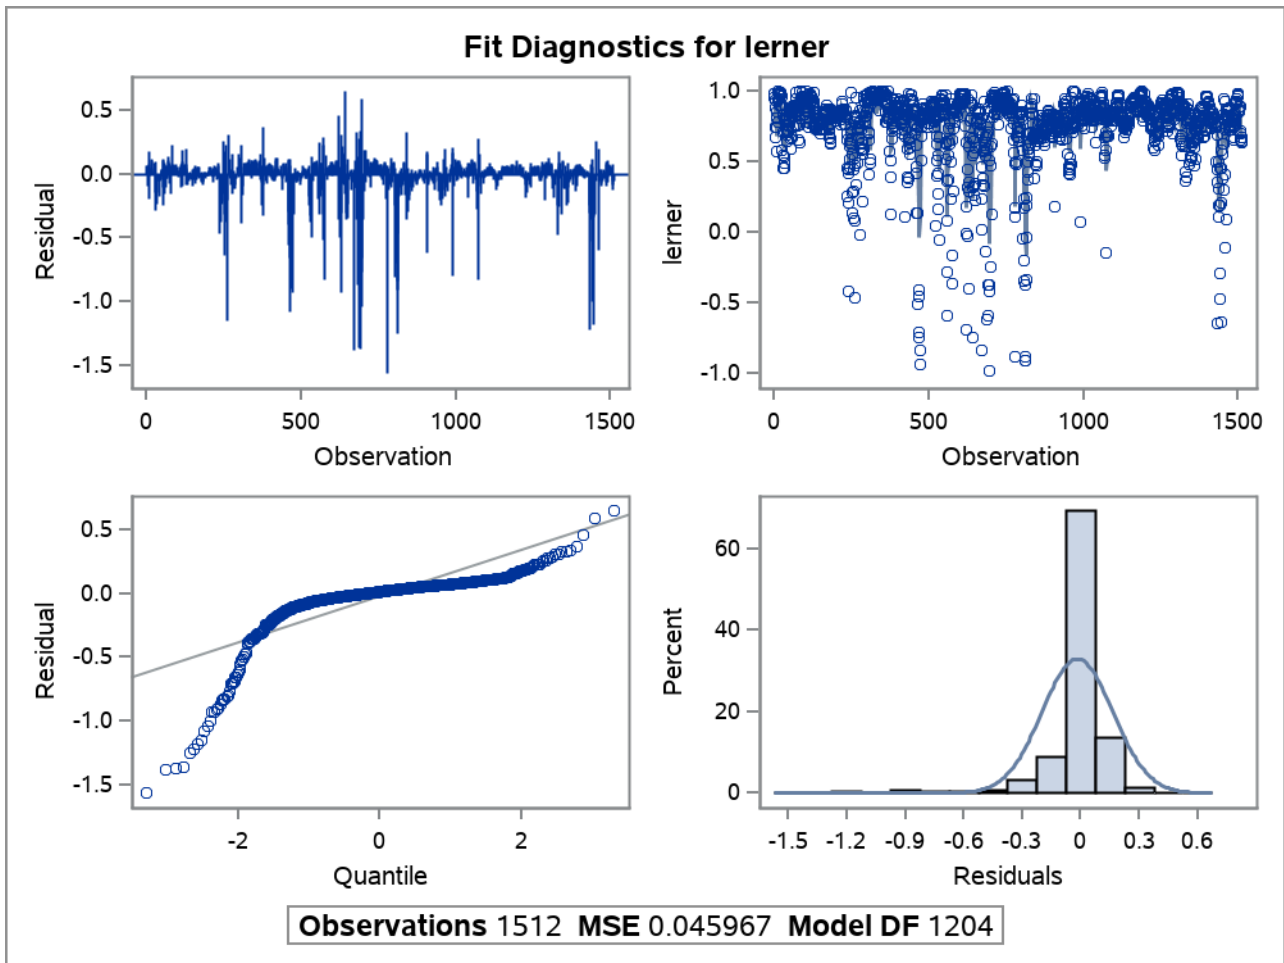 Fit Diagnostics for lerner
0.5
0.0
-0.5
-1.0
-1.5
Residual
0 500 1000 1500
Observation
1.0
0.5
0.0
-0.5
-1.0
lerner
0 500 1000 1500
Observation
0.5
0.0
-0.5
-1.0
-1.5
Residual
-2 0 2
Quantile
60
40
20
0
Percent
-1.5 -1.2 -0.9 -0.6 -0.3 0 0.3 0.6
Residuals
Observations 1512 MSE 0.045967 Model DF 1204